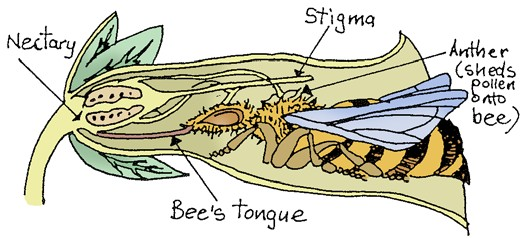 Nectary
Stigma
Anther
(sheds
pollen
onto
bee)
Bee's tongue